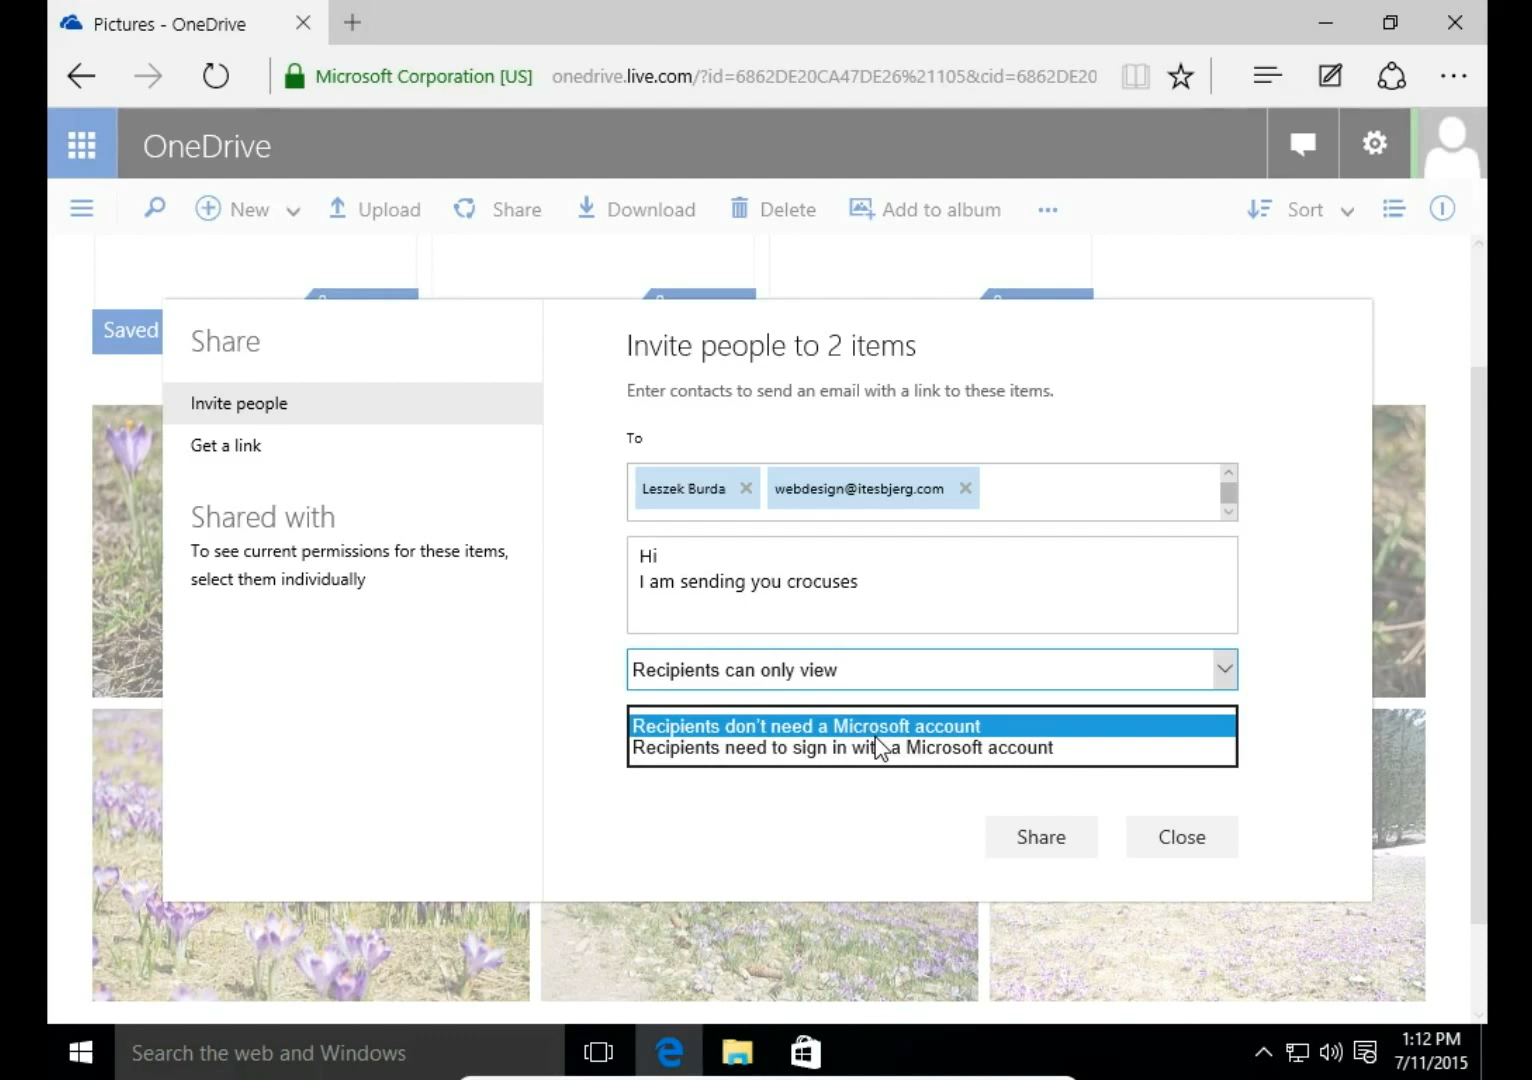 Pictures - OneDrive
Microsoft Corporation [US] onedrive.live.com/?id=6862DE20CA47DE26%21105&cid=6862DE20
OneDrive
New Upload Share Download Delete Add to album ... Sort
Saved
Share
Invite people
Get a link
Shared with
To see current permissions for these items,
select them individually
Invite people to 2 items
Enter contacts to send an email with a link to these items.
To
Leszek Burda webdesign@itesbjerg.com
Hi
I am sending you crocuses
Recipients can only view
Recipients don't need a Microsoft account
Recipients need to sign in with a Microsoft account
Share Close
Search the web and Windows
1:12 PM
7/11/2015